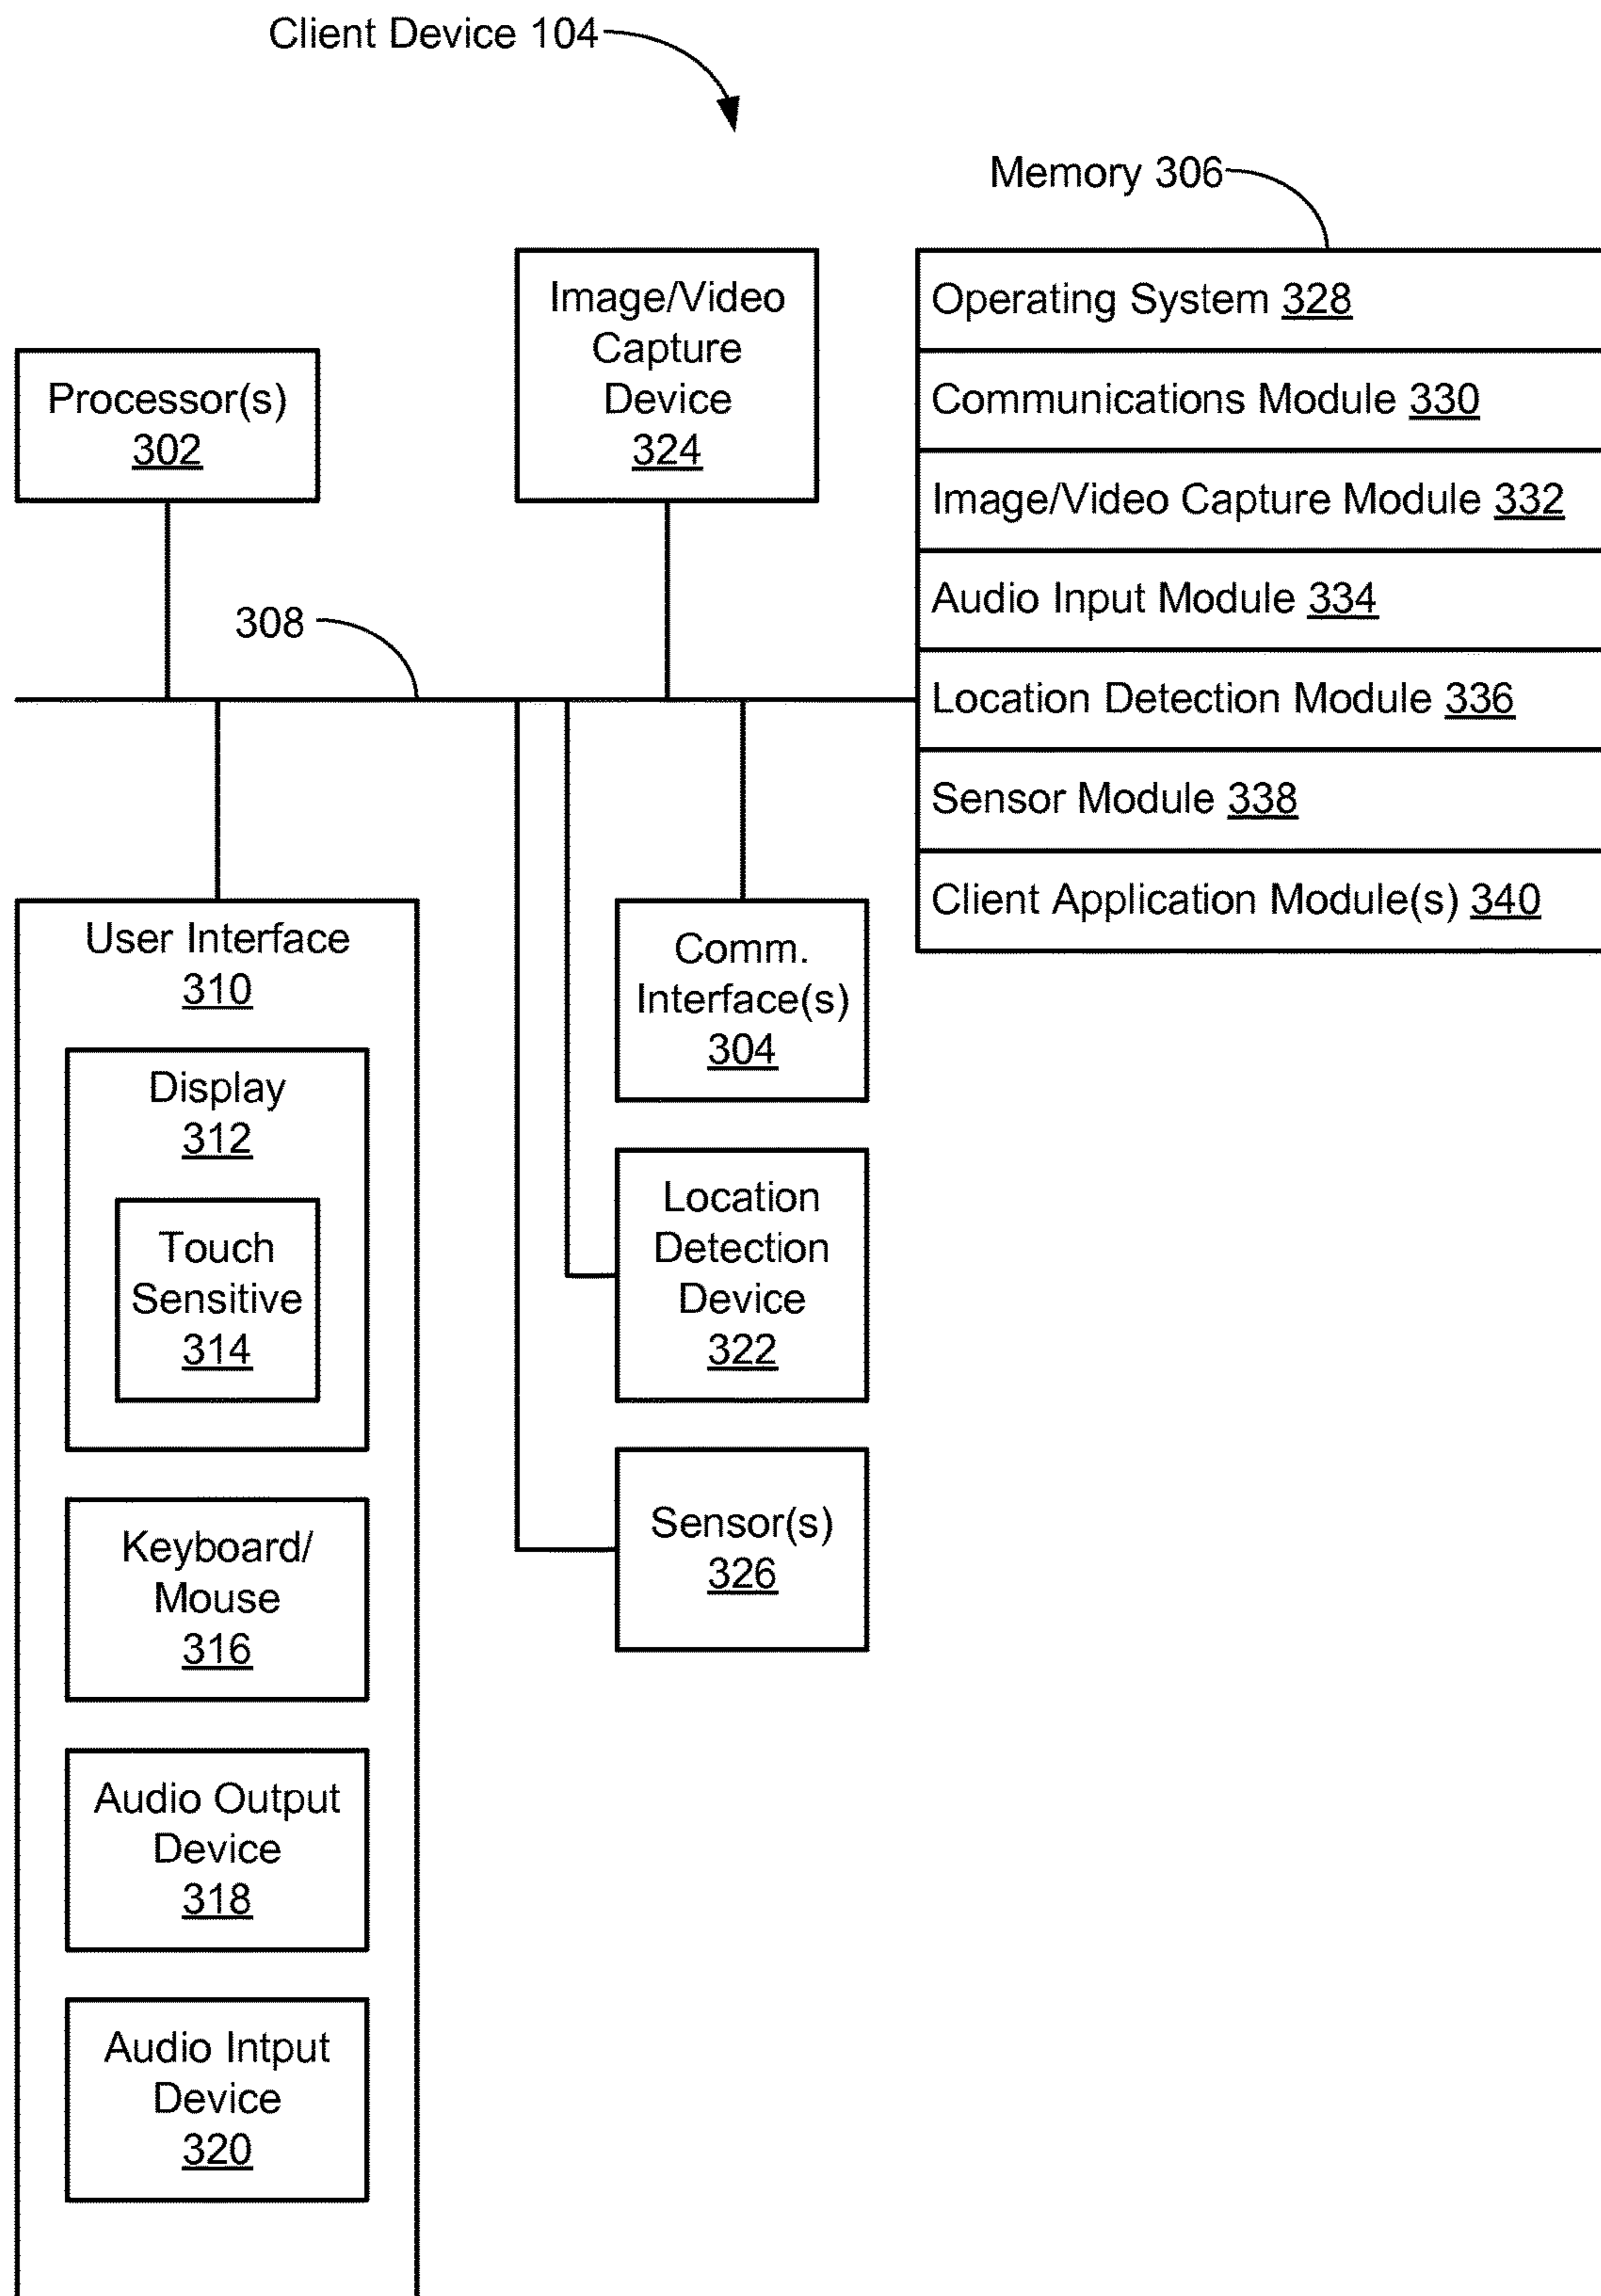 Client Device 104
Memory 306
Image/Video
Capture
Device
324
Processor(s)
302
308
Operating System 328
Communications Module 330
Image/Video Capture Module 332
Audio Input Module 334
Location Detection Module 336
Sensor Module 338
Client Application Module(s) 340
User Interface
310
Display
312
Touch
Sensitive
314
Keyboard/
Mouse
316
Audio Output
Device
318
Audio Intput
Device
320
Comm.
Interface(s)
304
Location
Detection
Device
322
Sensor(s)
326